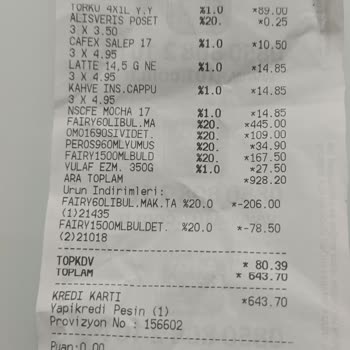 TORKU 4X1L Y.Y %1.0 *89.00
ALISVERIS POSET %20. *0.25
3 X 3.50
CAFEX SALEP 17 %1.0 *10.50
3 X 4.95
LATTE 14,5 G NE %1.0 *14.85
3 X 4.95
KAHVE INS.CAPPU %1.0 *14.85
3 X 4.95
NSCFE MOCHA 17 %1.0 *14.85
FAIRY60LIBUL.MA %20. *445.00
OMO1690SIVIDET. %20. *109.00
PEROS960MLYUMUS %20. *34.90
FAIRY1500MLBULD %20. *167.50
YULAF EZM. 350G %1.0 *27.50
ARA TOPLAM *928.20
Urun Indirimleri:
FAIRY60LIBUL.MAK.TA %20.0 *-206.00
(1)21435
FAIRY1500MLBULDET. %20.0 *-78.50
(2)21018
TOPKDV * 80.39
TOPLAM * 643.70
KREDI KARTI *643.70
Yapikredi Pesin (1)
Provizyon No : 156602
Puan:0.00